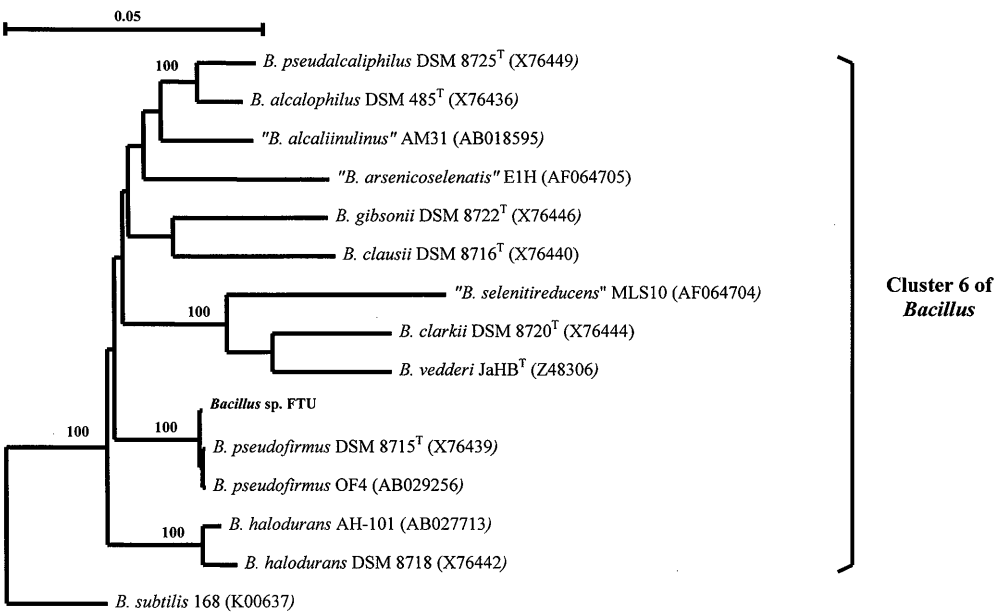 0.05
100
B. pseudalcaliphilus DSM 8725T (X76449)
B. alcalophilus DSM 485T (X76436)
"B. alcaliinulinus" AM31 (AB018595)
"B. arsenicoselenatis" E1H (AF064705)
B. gibsonii DSM 8722T (X76446)
B. clausii DSM 8716T (X76440)
Cluster 6 of
Bacillus
"B. selenitireducens" MLS10 (AF064704)
100
B. clarkii DSM 8720T (X76444)
B. vedderi JaHBT (Z48306)
Bacillus sp. FTU
100
100
B. pseudofirmus DSM 8715T (X76439)
B. pseudofirmus OF4 (AB029256)
B. halodurans AH-101 (AB027713)
100
B. halodurans DSM 8718 (X76442)
B. subtilis 168 (K00637)